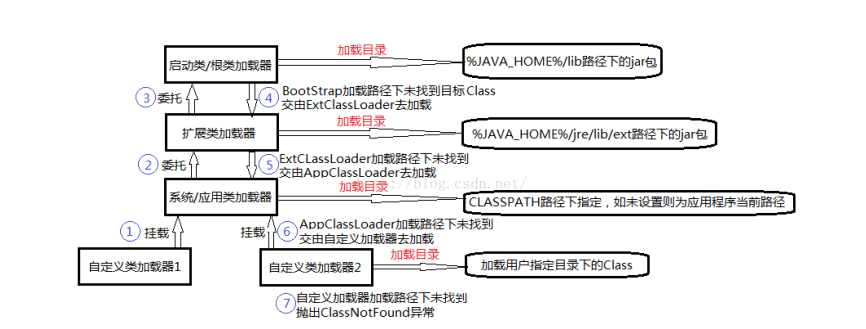 加载目录
启动类/根类加载器
%JAVA_HOME%/lib路径下的jar包
③ 委托
④ BootStrap加载路径下未找到目标Class
交由ExtClassLoader去加载
加载目录
扩展类加载器
%JAVA_HOME%/jre/lib/ext路径下的jar包
② 委托
⑤ ExtCLassLoader加载路径下未找到
交由AppClassLoader去加载
加载目录
blog.csdn.net/
系统/应用类加载器
CLASSPATH路径下指定，如未设置则为应用程序当前路径
① 挂载
挂载
⑥ AppClassLoader加载路径下未找到
交由自定义加载器去加载
加载目录
自定义类加载器1
自定义类加载器2
加载用户指定目录下的Class
⑦ 自定义加载器加载路径下未找到
抛出ClassNotFound异常